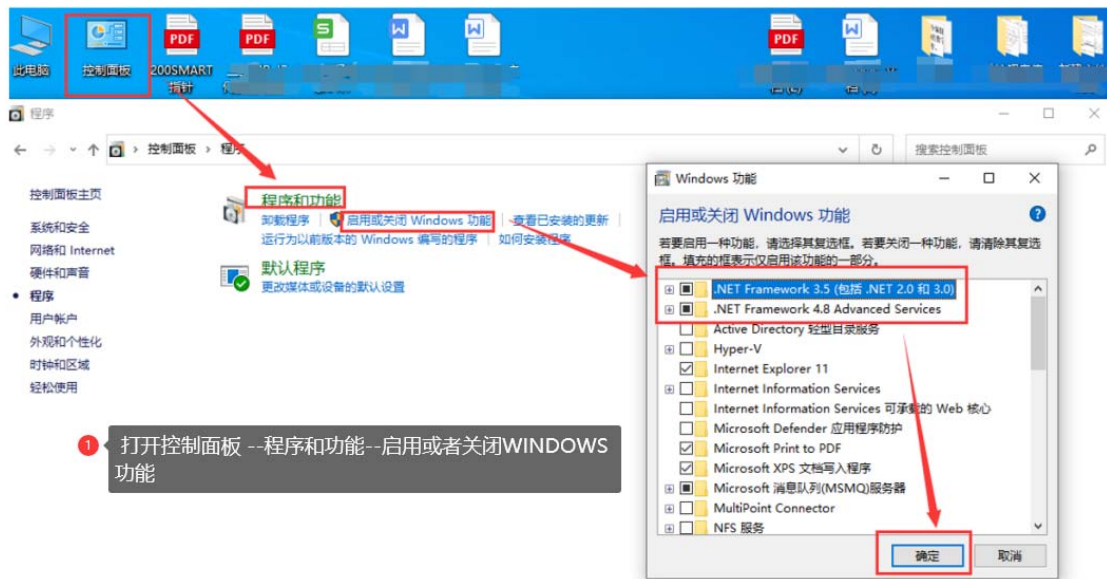 此电脑
控制面板
PDF
200SMART
指针
PDF
S
W
W
PDF
W
程序
控制面板 › 程序
搜索控制面板
控制面板主页
系统和安全
网络和 Internet
硬件和声音
程序
用户帐户
外观和个性化
时钟和区域
轻松使用
程序和功能
卸载程序
启用或关闭 Windows 功能
查看已安装的更新
运行为以前版本的 Windows 编写的程序
如何安装程序
默认程序
更改媒体或设备的默认设置
1
打开控制面板 --程序和功能--启用或者关闭WINDOWS
功能
Windows 功能
启用或关闭 Windows 功能
若要启用一种功能，请选择其复选框。若要关闭一种功能，请清除其复选
框。填充的框表示仅启用该功能的一部分。
.NET Framework 3.5 (包括 .NET 2.0 和 3.0)
.NET Framework 4.8 Advanced Services
Active Directory 轻型目录服务
Hyper-V
Internet Explorer 11
Internet Information Services
Internet Information Services 可承载的 Web 核心
Microsoft Defender 应用程序防护
Microsoft Print to PDF
Microsoft XPS 文档写入程序
Microsoft 消息队列(MSMQ)服务器
MultiPoint Connector
NFS 服务
确定
取消